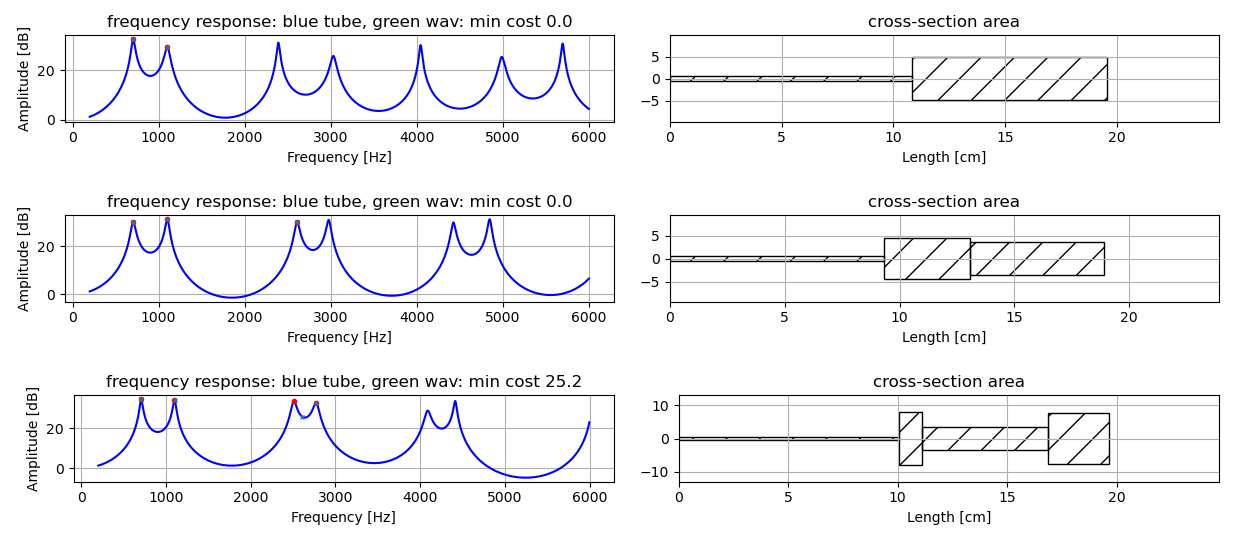 frequency response: blue tube, green wav: min cost 0.0
cross-section area
Amplitude [dB]
20
0
0 1000 2000 3000 4000 5000 6000
Frequency [Hz]
5
0
−5
0 5 10 15 20
Length [cm]
frequency response: blue tube, green wav: min cost 0.0
cross-section area
Amplitude [dB]
20
0
0 1000 2000 3000 4000 5000 6000
Frequency [Hz]
5
0
−5
0 5 10 15 20
Length [cm]
frequency response: blue tube, green wav: min cost 25.2
cross-section area
Amplitude [dB]
20
0
0 1000 2000 3000 4000 5000 6000
Frequency [Hz]
10
0
−10
0 5 10 15 20
Length [cm]